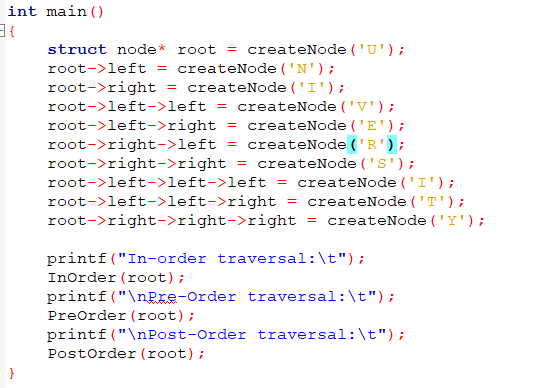 int main()
{
struct node* root = createNode('U');
root->left = createNode('N');
root->right = createNode('I');
root->left->left = createNode('V');
root->left->right = createNode('E');
root->right->left = createNode('R');
root->right->right = createNode('S');
root->left->left->left = createNode('I');
root->left->left->right = createNode('T');
root->right->right->right = createNode('Y');
printf("In-order traversal:\t");
InOrder(root);
printf("\nPre-Order traversal:\t");
PreOrder(root);
printf("\nPost-Order traversal:\t");
PostOrder(root);
}